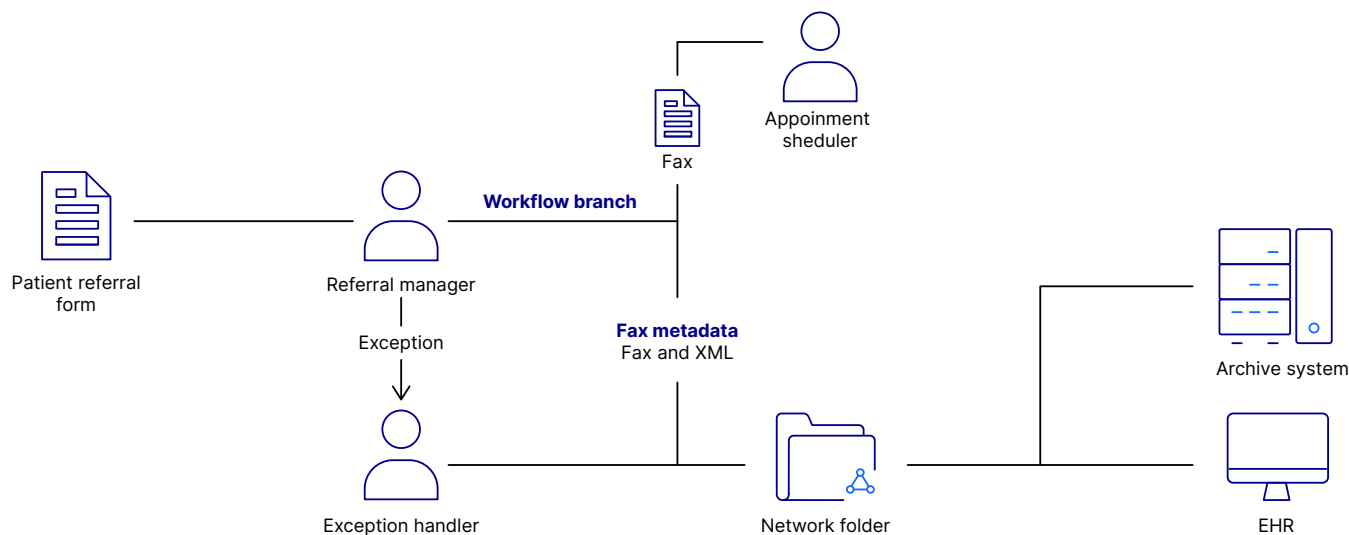 Appoinment
sheduler
Fax
Workflow branch
Patient referral
form
Referral manager
Exception
Fax metadata
Fax and XML
Archive system
Exception handler
Network folder
EHR